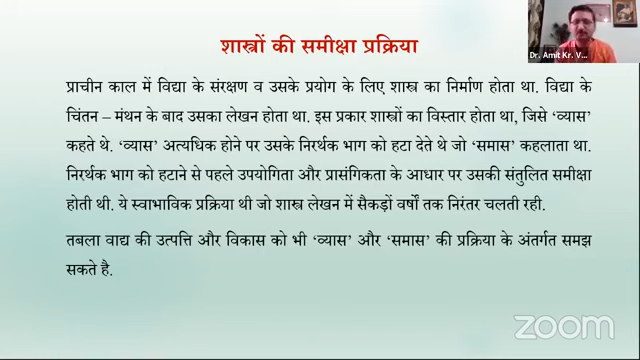 Dr. Amit Kr. V...
शास्त्रों की समीक्षा प्रक्रिया
प्राचीन काल में विद्या के संरक्षण व उसके प्रयोग के लिए शास्त्र का निर्माण होता था. विद्या के
चिंतन – मंथन के बाद उसका लेखन होता था. इस प्रकार शास्त्रों का विस्तार होता था, जिसे ‘व्यास’
कहते थे. ‘व्यास’ अत्यधिक होने पर उसके निरर्थक भाग को हटा देते थे जो ‘समास’ कहलाता था.
निरर्थक भाग को हटाने से पहले उपयोगिता और प्रासंगिकता के आधार पर उसकी संतुलित समीक्षा
होती थी. ये स्वाभाविक प्रक्रिया थी जो शास्त्र लेखन में सैकड़ों वर्षों तक निरंतर चलती रही.
तबला वाद्य की उत्पत्ति और विकास को भी ‘व्यास’ और ‘समास’ की प्रक्रिया के अंतर्गत समझ
सकते है.
zoom